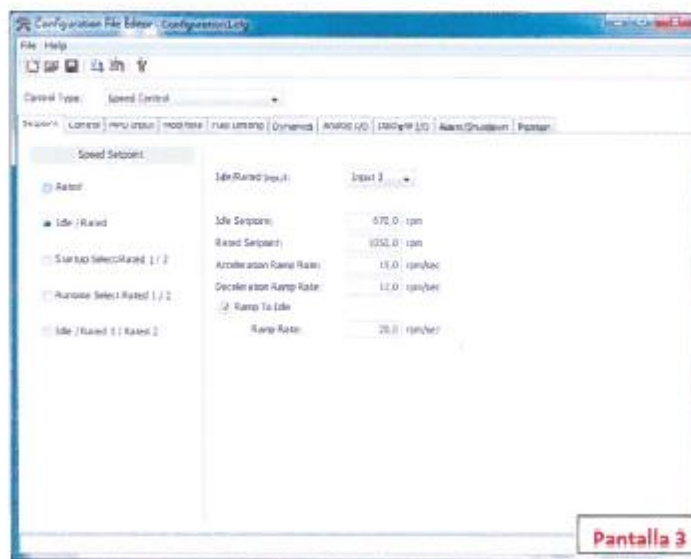 Configuration File Editor - Configuration1.cfg
File Help
Control Type: Speed Control
Setpoint Control MPU Input Fuel Limiting Dynamics Analog I/O Discrete I/O Alarm/Shutdown Position
Speed Setpoint
Idle/Rated Input: Input 3
Rated
Idle / Rated
Idle Setpoint: 670.0 rpm
Rated Setpoint: 1050.0 rpm
Startup Select Rated 1 / 2
Acceleration Ramp Rate: 15.0 rpm/sec
Deceleration Ramp Rate: 12.0 rpm/sec
Runtime Select Rated 1 / 2
Ramp To Idle
Idle / Rated 1 / Rated 2
Ramp Rate: 20.0 rpm/sec
Pantalla 3